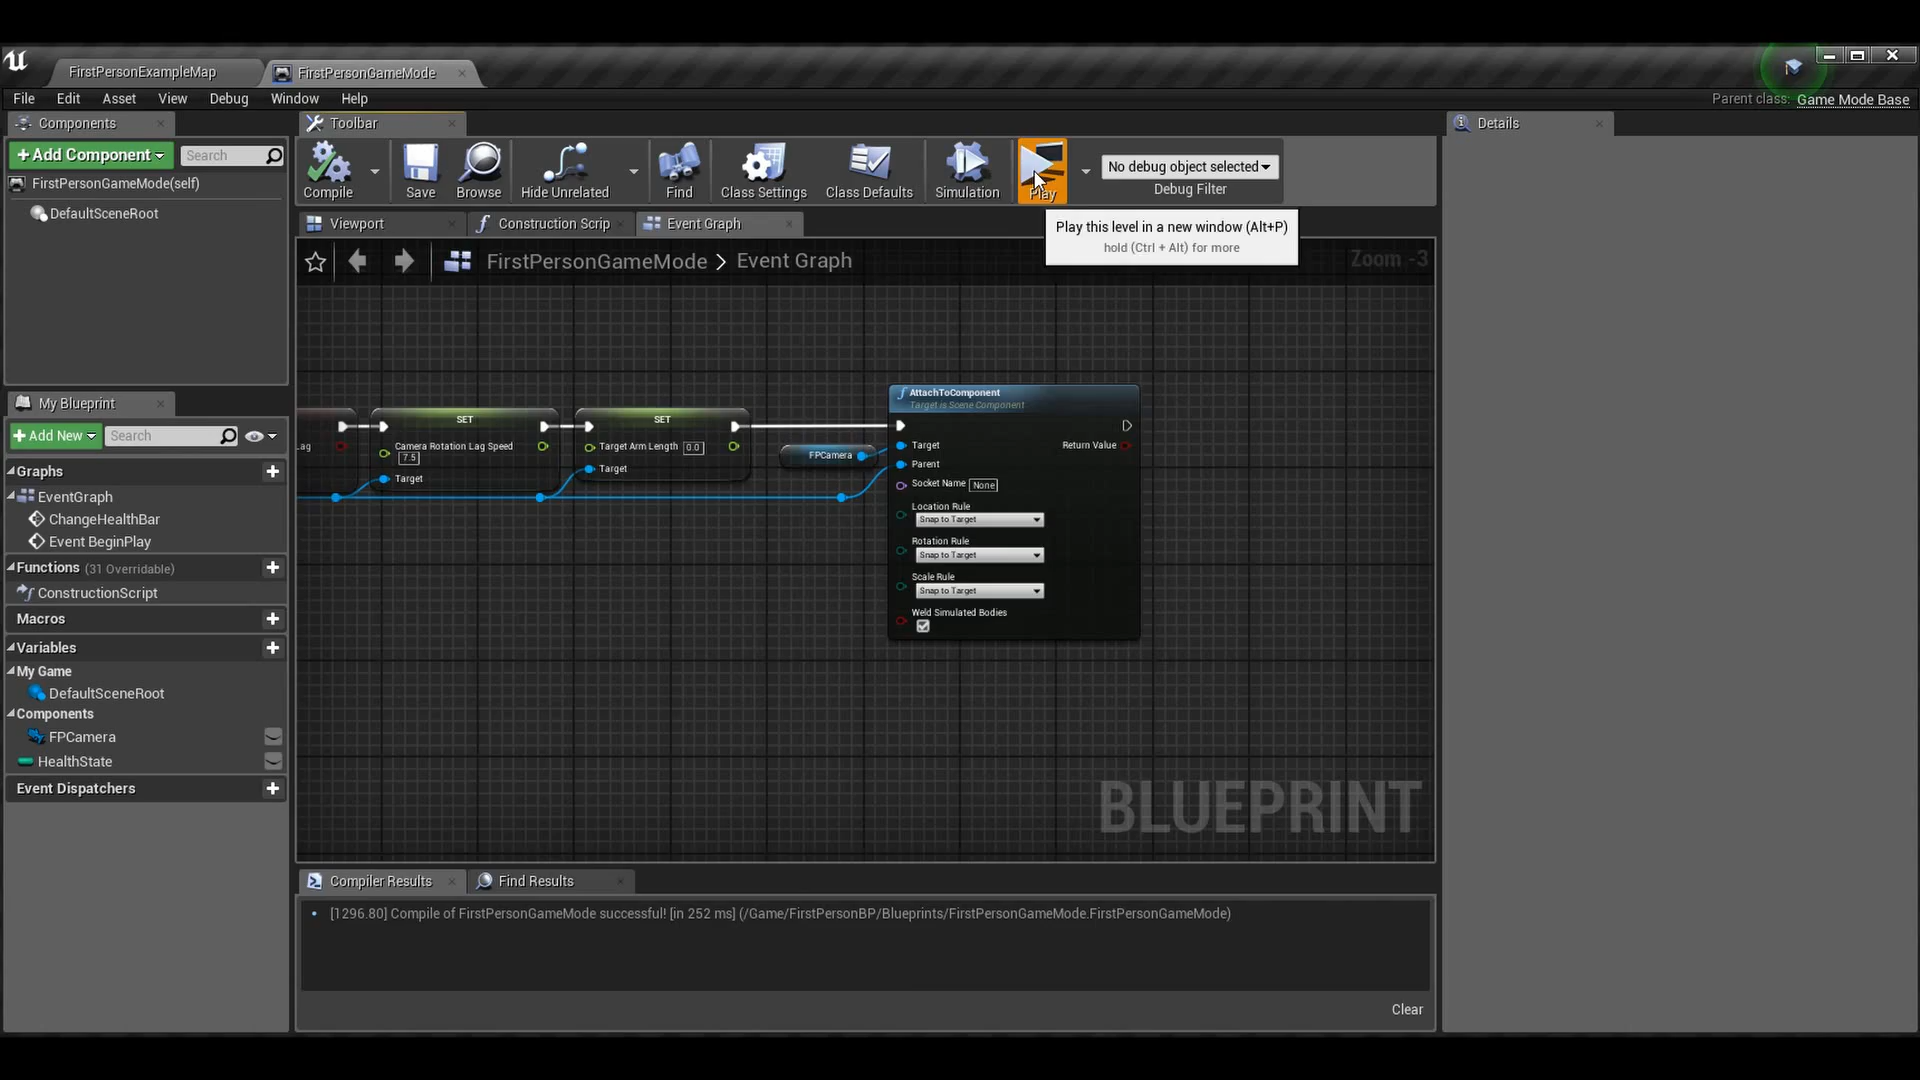 FirstPersonExampleMap
FirstPersonGameMode
File Edit Asset View Debug Window Help
Parent class: Game Mode Base
Components
Toolbar
Details
+Add Component
Search
FirstPersonGameMode(self)
DefaultSceneRoot
Compile
Save
Browse
Hide Unrelated
Find
Class Settings
Class Defaults
Simulation
Play
No debug object selected
Debug Filter
Play this level in a new window (Alt+P)
hold (Ctrl + Alt) for more
Viewport
Construction Scrip
Event Graph
FirstPersonGameMode > Event Graph
Zoom -3
My Blueprint
+Add New
Search
Graphs
EventGraph
ChangeHealthBar
Event BeginPlay
Functions (31 Overridable)
ConstructionScript
Macros
Variables
My Game
DefaultSceneRoot
Components
FPCamera
HealthState
Event Dispatchers
ag
SET
Camera Rotation Lag Speed
7.5
Target
SET
Target Arm Length 0.0
Target
FPCamera
AttachToComponent
Target is Scene Component
Target
Return Value
Parent
Socket Name None
Location Rule
Snap to Target
Rotation Rule
Snap to Target
Scale Rule
Snap to Target
Weld Simulated Bodies
BLUEPRINT
Compiler Results
Find Results
[1296.80] Compile of FirstPersonGameMode successful! [in 252 ms] (/Game/FirstPersonBP/Blueprints/FirstPersonGameMode.FirstPersonGameMode)
Clear